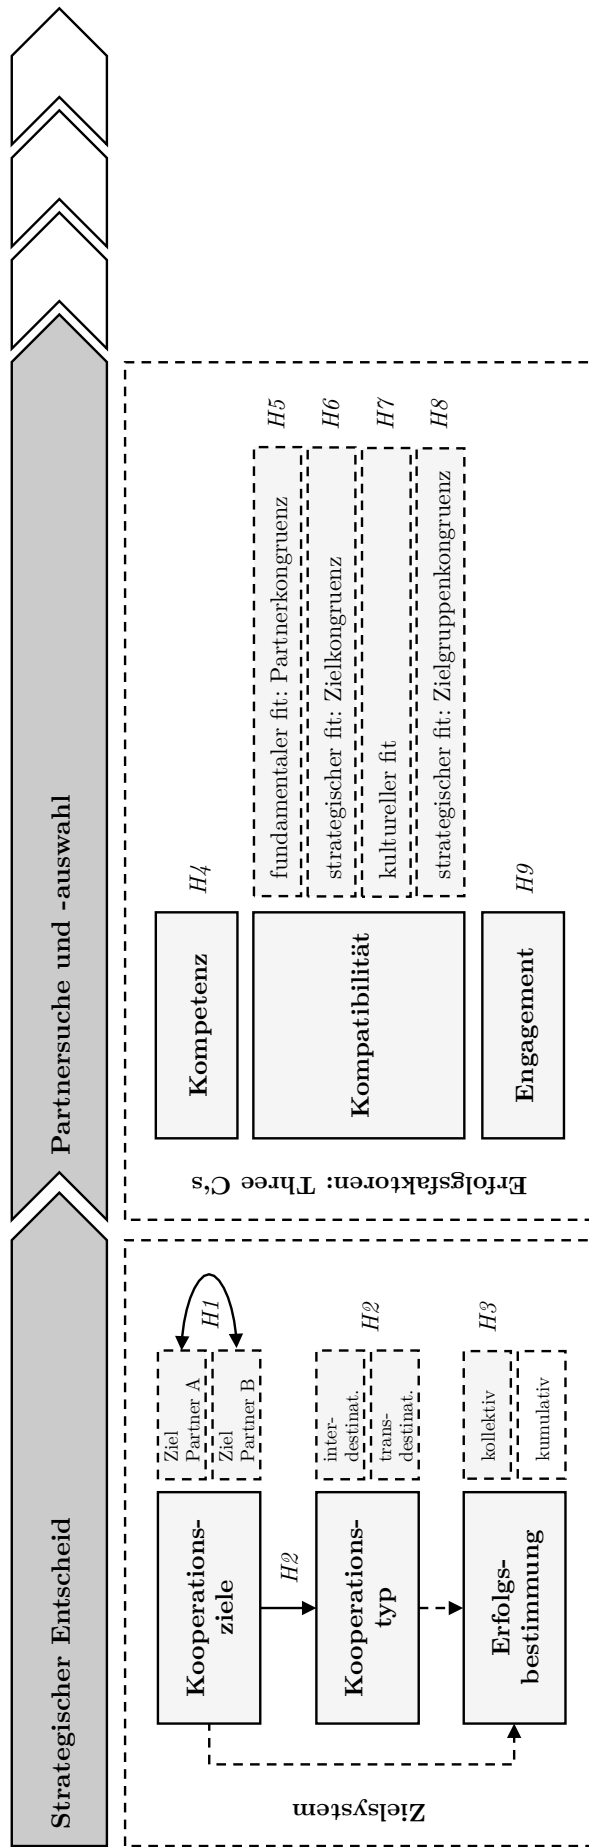 Strategischer Entscheid
Partnersuche und -auswahl
Zielsystem
Kooperations-
ziele
Ziel
Partner A
Ziel
Partner B
H1
H2
Kooperations-
typ
inter-
destinat.
trans-
destinat.
H2
Erfolgs-
bestimmung
kollektiv
kumulativ
H3
Erfolgsfaktoren: Three C's
Kompetenz
H4
Kompatibilität
fundamentaler fit: Partnerkongruenz
H5
strategischer fit: Zielkongruenz
H6
kultureller fit
H7
strategischer fit: Zielgruppenkongruenz
H8
Engagement
H9